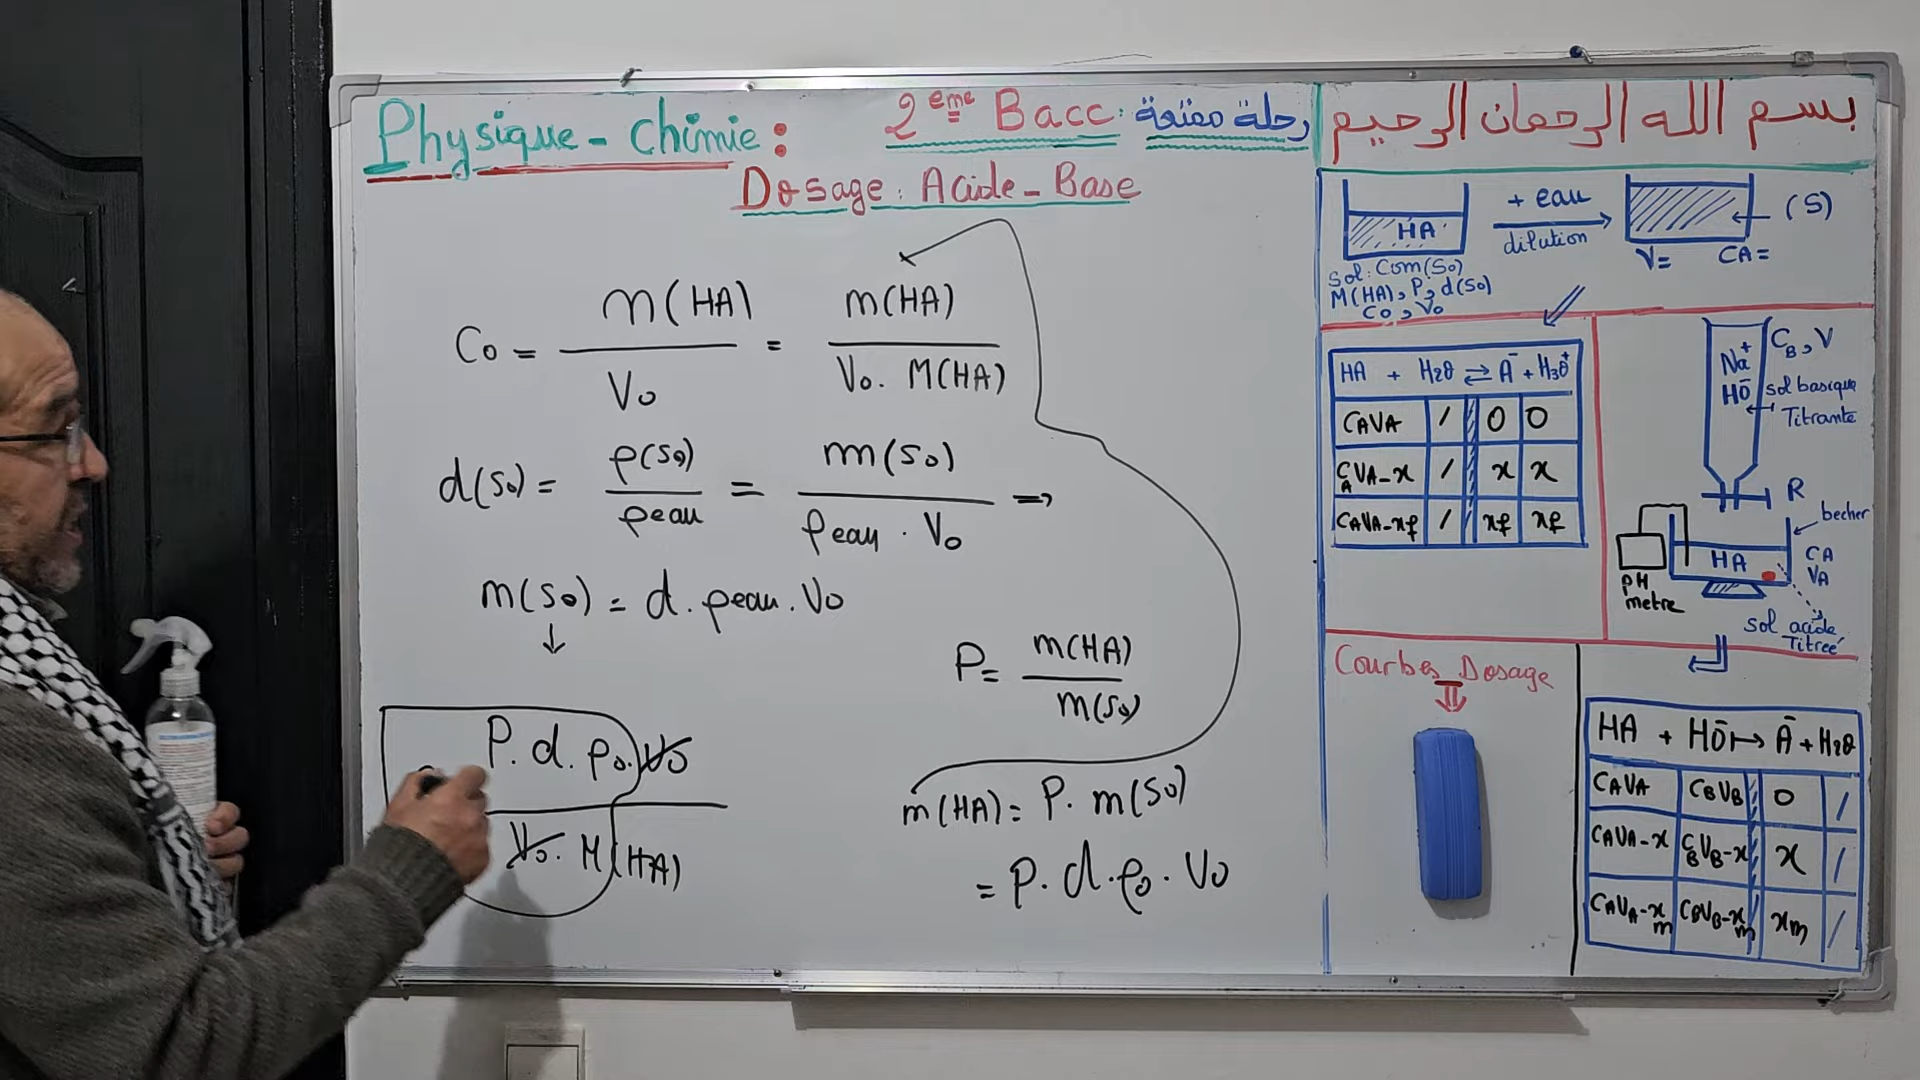 Physique - Chimie :
2eme Bacc : رحلة ممتعة
بسم الله الرحمان الرحيم
Dosage : Acide - Base
C0 = n(HA) / V0 = m(HA) / V0 . M(HA)
d(S0) = ρ(S0) / ρeau = m(S0) / ρeau . V0 →
m(S0) = d . ρeau . V0
↓
P = m(HA) / m(S0)
P . d . ρ0 . V0 / V0 . M(HA)
m(HA) = P . m(S0)
= P . d . ρ0 . V0
HA
+ eau
dilution
(S)
V= CA =
Sol : Com(S0)
M(HA), P, d(S0)
C0, V0
HA + H2O ⇄ A- + H3O+
CAVA / 0 0
CAVA-x / x x
CAVA-xf / xf xf
Na+
HO-
CB, V
sol basique
Titrante
R
becher
HA
CA
VA
pH
metre
sol acide
Titrée
Courbes Dosage
⇓
HA + HO- ↦ A- + H2O
CAVA CBVB 0 /
CAVA-x CBVB-x x /
CAVA-xm CBVB-xm xm /